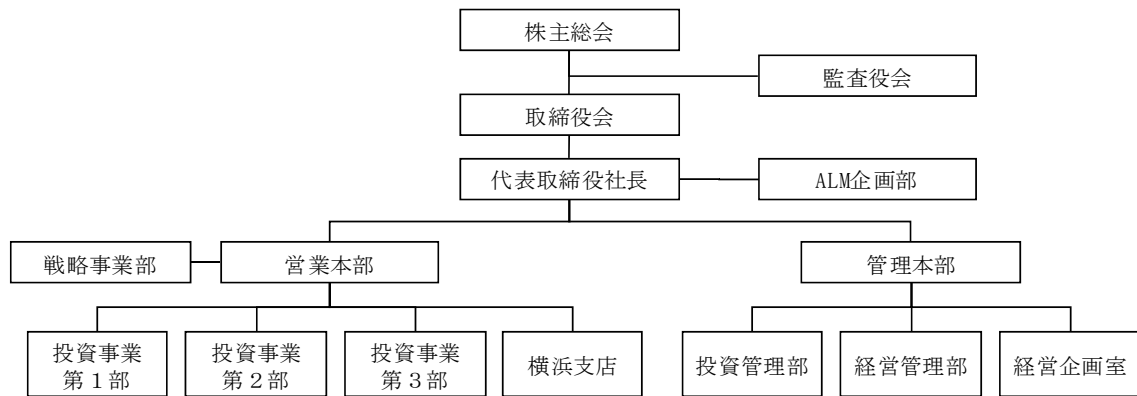 株主総会
監査役会
取締役会
代表取締役社長
ALM企画部
戦略事業部
営業本部
管理本部
投資事業
第１部
投資事業
第２部
投資事業
第３部
横浜支店
投資管理部
経営管理部
経営企画室